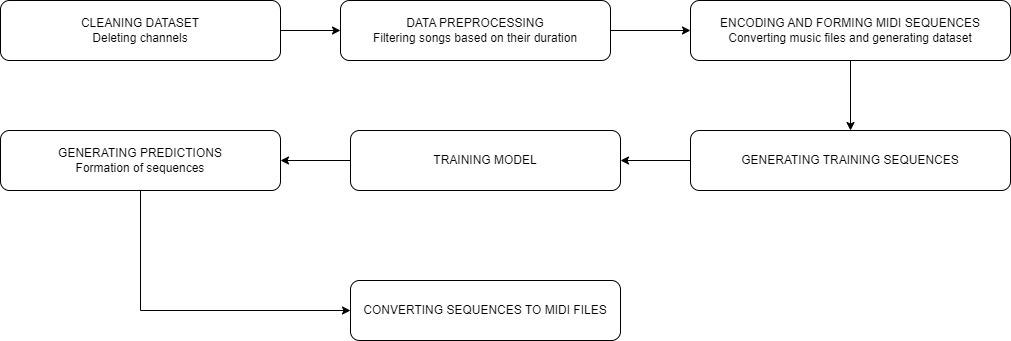 CLEANING DATASET
Deleting channels
DATA PREPROCESSING
Filtering songs based on their duration
ENCODING AND FORMING MIDI SEQUENCES
Converting music files and generating dataset
GENERATING TRAINING SEQUENCES
TRAINING MODEL
GENERATING PREDICTIONS
Formation of sequences
CONVERTING SEQUENCES TO MIDI FILES